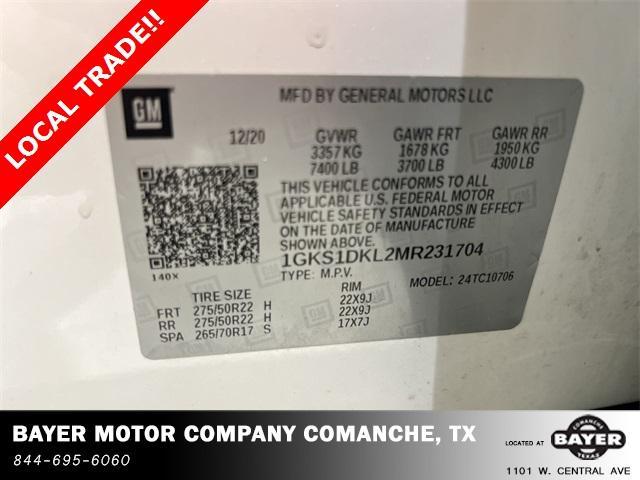 LOCAL TRADE!!
GM
MFD BY GENERAL MOTORS LLC
12/20 GVWR GAWR FRT GAWR RR
3357 KG 1678 KG 1950 KG
7400 LB 3700 LB 4300 LB
THIS VEHICLE CONFORMS TO ALL
APPLICABLE U.S. FEDERAL MOTOR
VEHICLE SAFETY STANDARDS IN EFFECT
ON THE DATE OF MANUFACTURE
SHOWN ABOVE.
1GKS1DKL2MR231704
140X
TYPE: M.P.V. MODEL: 24TC10706
TIRE SIZE RIM
FRT 275/50R22 H 22X9J
RR 275/50R22 H 22X9J
SPA 265/70R17 S 17X7J
BAYER MOTOR COMPANY COMANCHE, TX
844-695-6060
LOCATED AT
COMANCHE
BAYER
TEXAS
1101 W. CENTRAL AVE